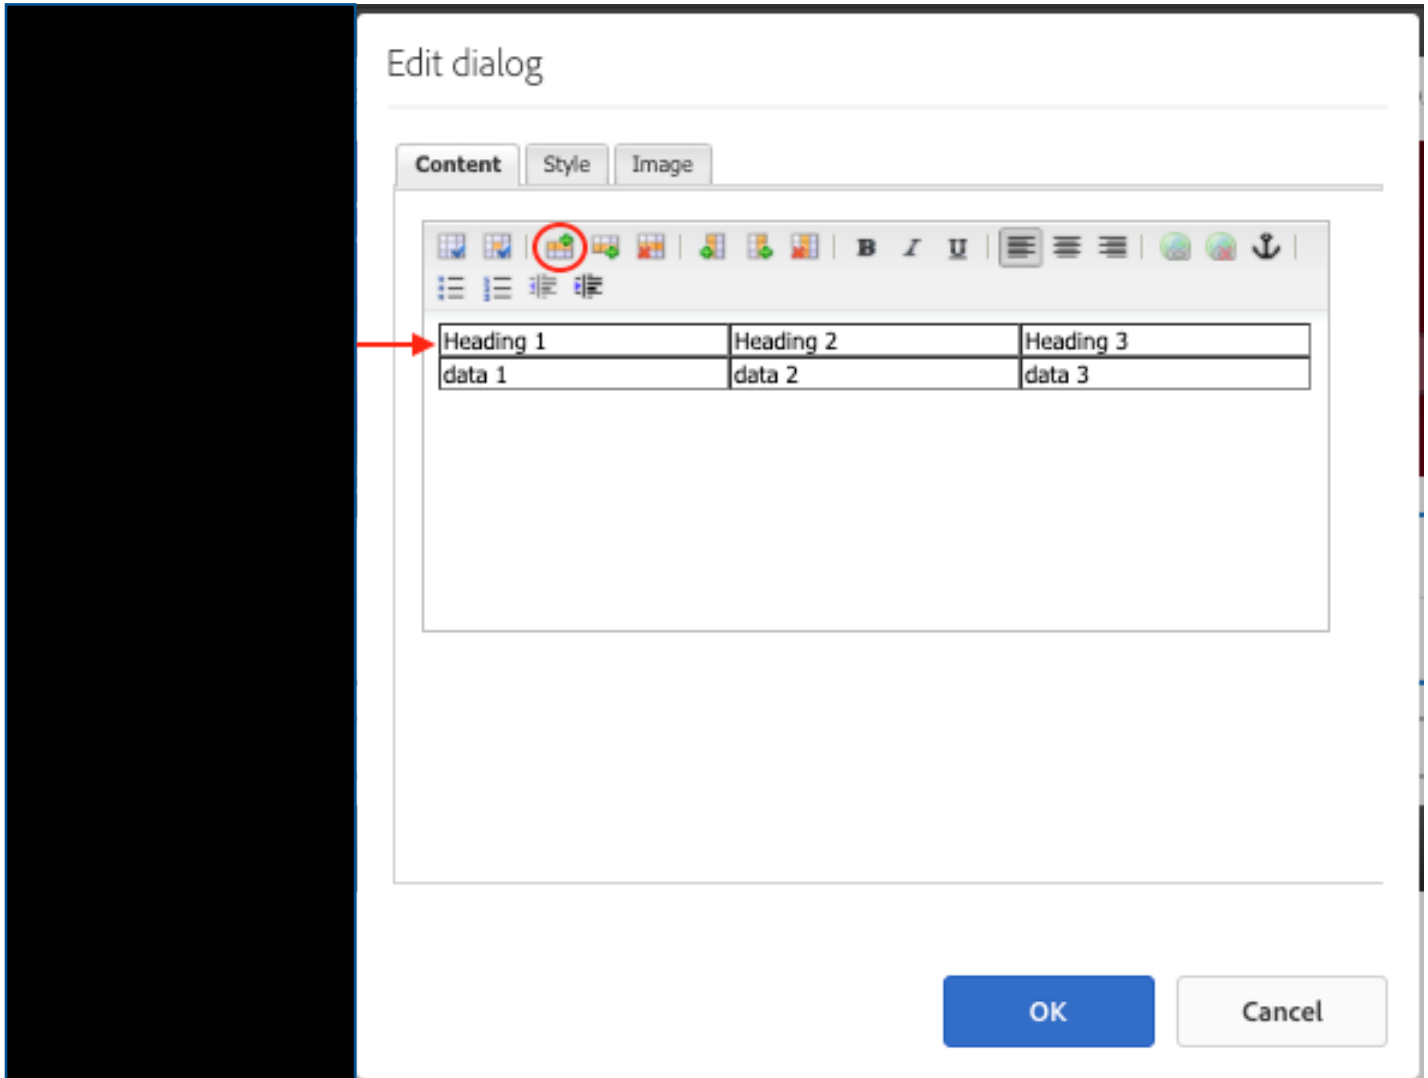 Edit dialog
Content Style Image
B I U
Heading 1 Heading 2 Heading 3
data 1 data 2 data 3
OK Cancel